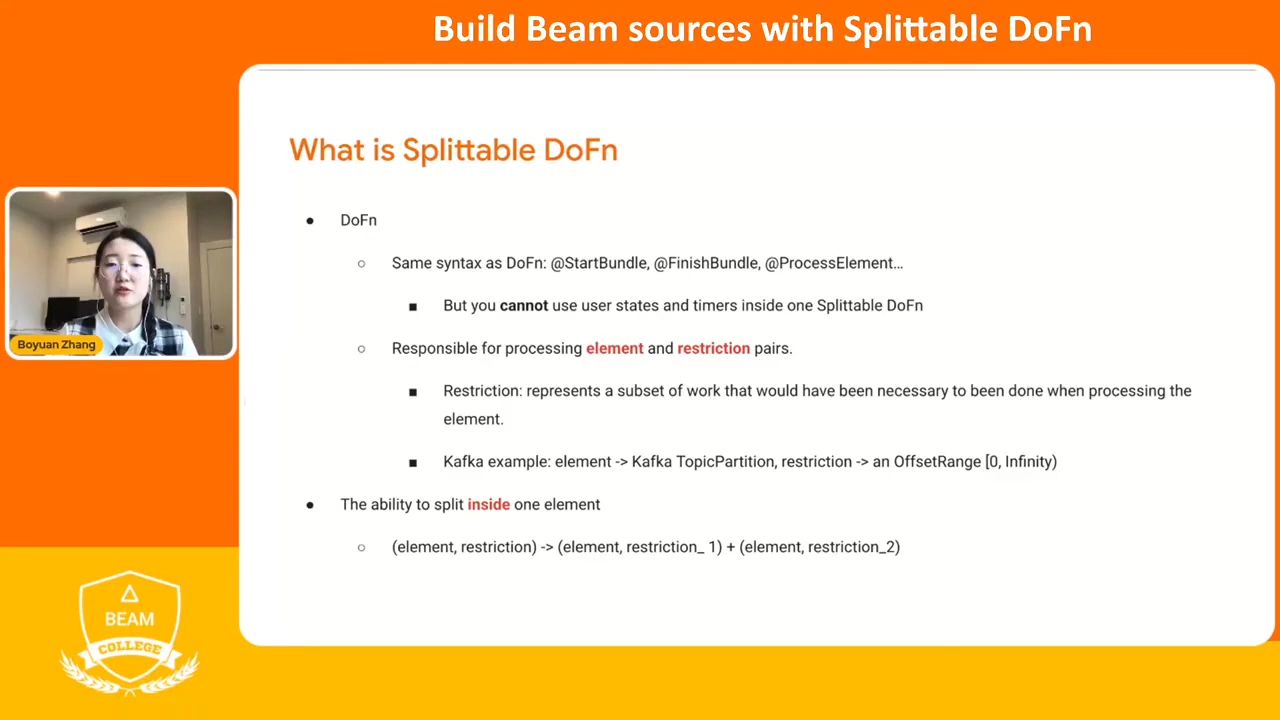 Build Beam sources with Splittable DoFn
What is Splittable DoFn
● DoFn
○ Same syntax as DoFn: @StartBundle, @FinishBundle, @ProcessElement…
■ But you cannot use user states and timers inside one Splittable DoFn
○ Responsible for processing element and restriction pairs.
■ Restriction: represents a subset of work that would have been necessary to been done when processing the
element.
■ Kafka example: element -> Kafka TopicPartition, restriction -> an OffsetRange [0, Infinity)
● The ability to split inside one element
○ (element, restriction) -> (element, restriction_ 1) + (element, restriction_2)
Boyuan Zhang
BEAM
COLLEGE